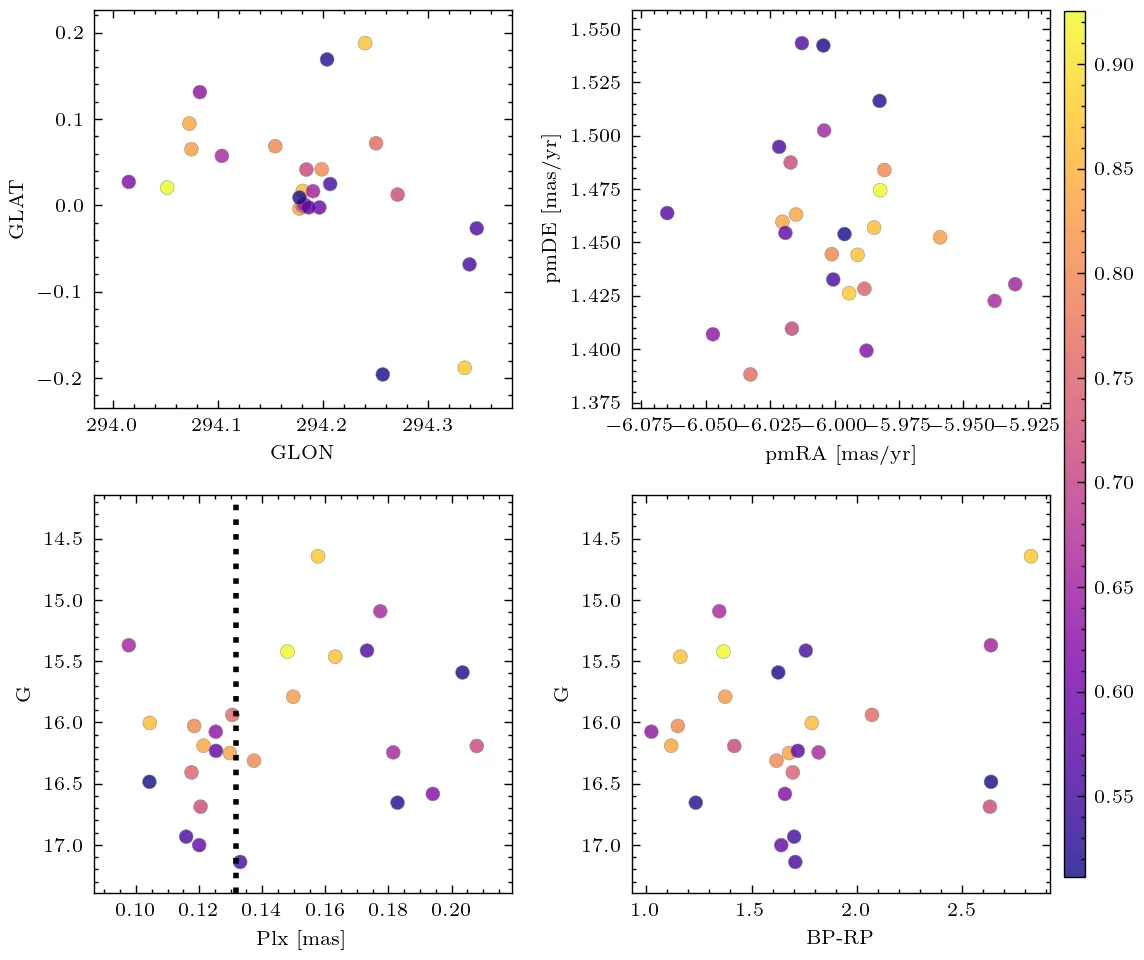 0.2
0.1
0.0
−0.1
−0.2
GLAT
294.0 294.1 294.2 294.3
GLON
1.550
1.525
1.500
1.475
1.450
1.425
1.400
1.375
pmDE [mas/yr]
−6.075 −6.050 −6.025 −6.000 −5.975 −5.950 −5.925
pmRA [mas/yr]
0.90
0.85
0.80
0.75
0.70
0.65
0.60
0.55
14.5
15.0
15.5
16.0
16.5
17.0
G
0.10 0.12 0.14 0.16 0.18 0.20
Plx [mas]
14.5
15.0
15.5
16.0
16.5
17.0
G
1.0 1.5 2.0 2.5
BP-RP